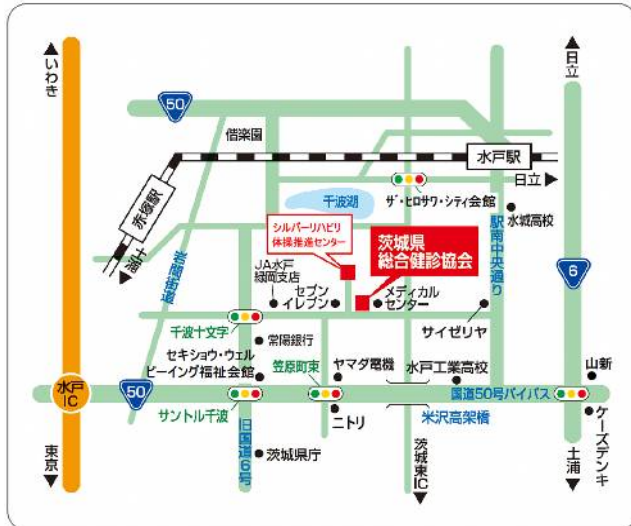 いわき
日立
50
偕楽園
水戸駅
日立
赤塚駅
土浦
千波湖
ザ・ヒロサワ・シティ会館
水城高校
シルバーリハビリ
体操推進センター
茨城県
総合健診協会
駅南中央通り
岩間街道
JA水戸
緑岡支店
セブン
イレブン
メディカル
センター
サイゼリヤ
6
千波十文字
常陽銀行
セキショウ・ウェル
ビーイング福祉会館
笠原町東
ヤマダ電機
水戸工業高校
山新
水戸
IC
50
国道50号バイパス
サントル千波
ニトリ
米沢高架橋
ケーズデンキ
旧国道6号
茨城県庁
茨城東IC
東京
土浦